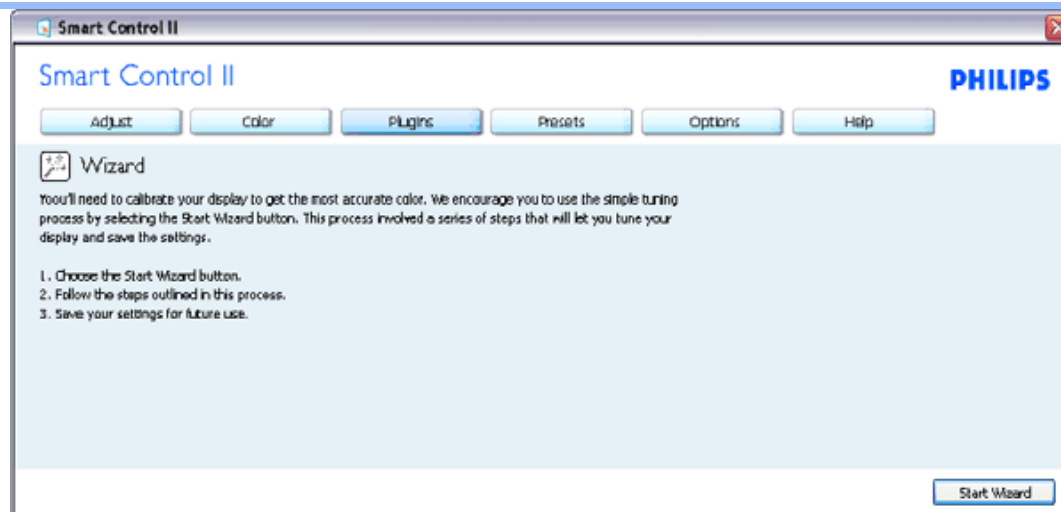 Smart Control II
Smart Control II
PHILIPS
Adjust Color Plugins Presets Options Help
Wizard
Yoou'll need to calibrate your display to get the most accurate color. We encourage you to use the simple tuning
process by selecting the Start Wizard button. This process involved a series of steps that will let you tune your
display and save the settings.
1. Choose the Start Wizard button.
2. Follow the steps outlined in this process.
3. Save your settings for future use.
Start Wizard